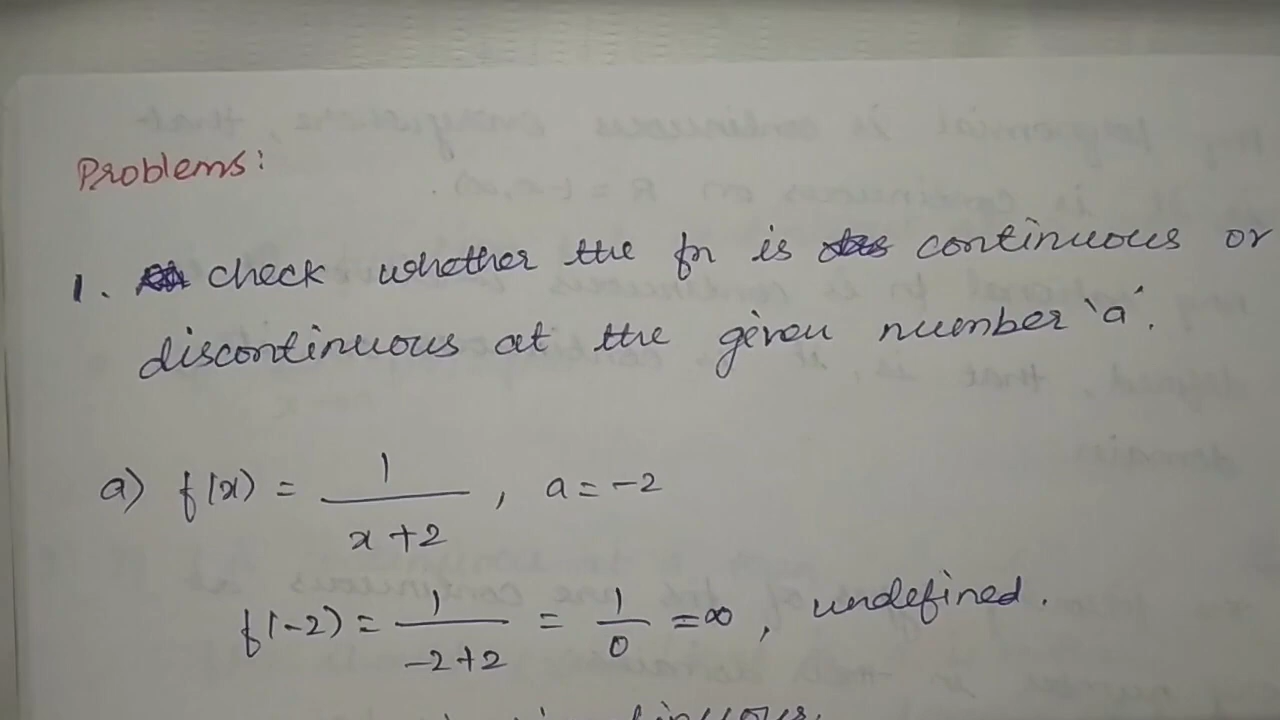 Problems:
1. check whether the fn is continuous or
discontinuous at the given number 'a'.
a) f(x) = 1/(x+2), a = -2
f(-2) = 1/(-2+2) = 1/0 = ∞, undefined.